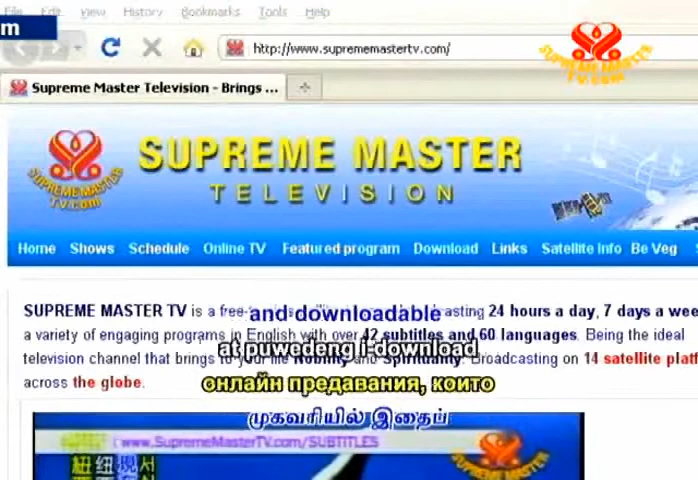 File Edit View History Bookmarks Tools Help
m
http://www.suprememastertv.com/
SUPREME MASTER
TV.com
Supreme Master Television - Brings ...
SUPREME MASTER
TELEVISION
SUPREME MASTER
TV.com
Home Shows Schedule Online TV Featured program Download Links Satellite Info Be Veg
SUPREME MASTER TV is a free-to-air broadcasting 24 hours a day, 7 days a wee
and downloadable
a variety of engaging programs in English with over 42 subtitles and 60 languages. Being the ideal
at puwedeng i-download
television channel that brings to your life Nobility and Spirituality. Broadcasting on 14 satellite platf
across the globe.
онлайн предавания, които
முகவரியில் இதைப்
www.SupremeMasterTV.com/SUBTITLES
SUPREME MASTER